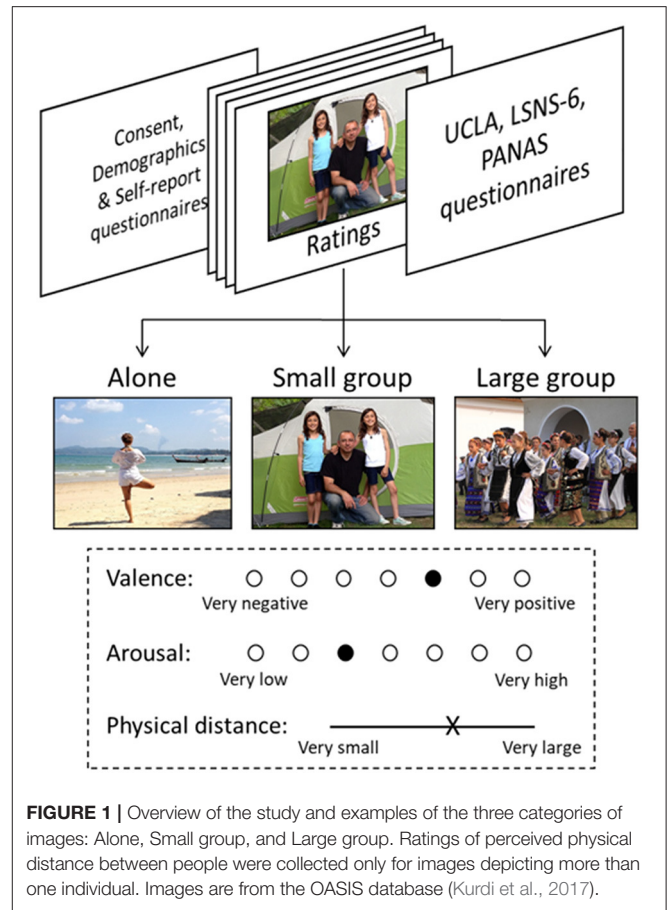 Consent,
Demographics
& Self-report
questionnaires
Ratings
UCLA, LSNS-6,
PANAS
questionnaires
Alone
Small group
Large group
Valence:
Very negative
Very positive
Arousal:
Very low
Very high
Physical distance:
X
Very small
Very large
FIGURE 1 | Overview of the study and examples of the three categories of
images: Alone, Small group, and Large group. Ratings of perceived physical
distance between people were collected only for images depicting more than
one individual. Images are from the OASIS database (Kurdi et al., 2017).